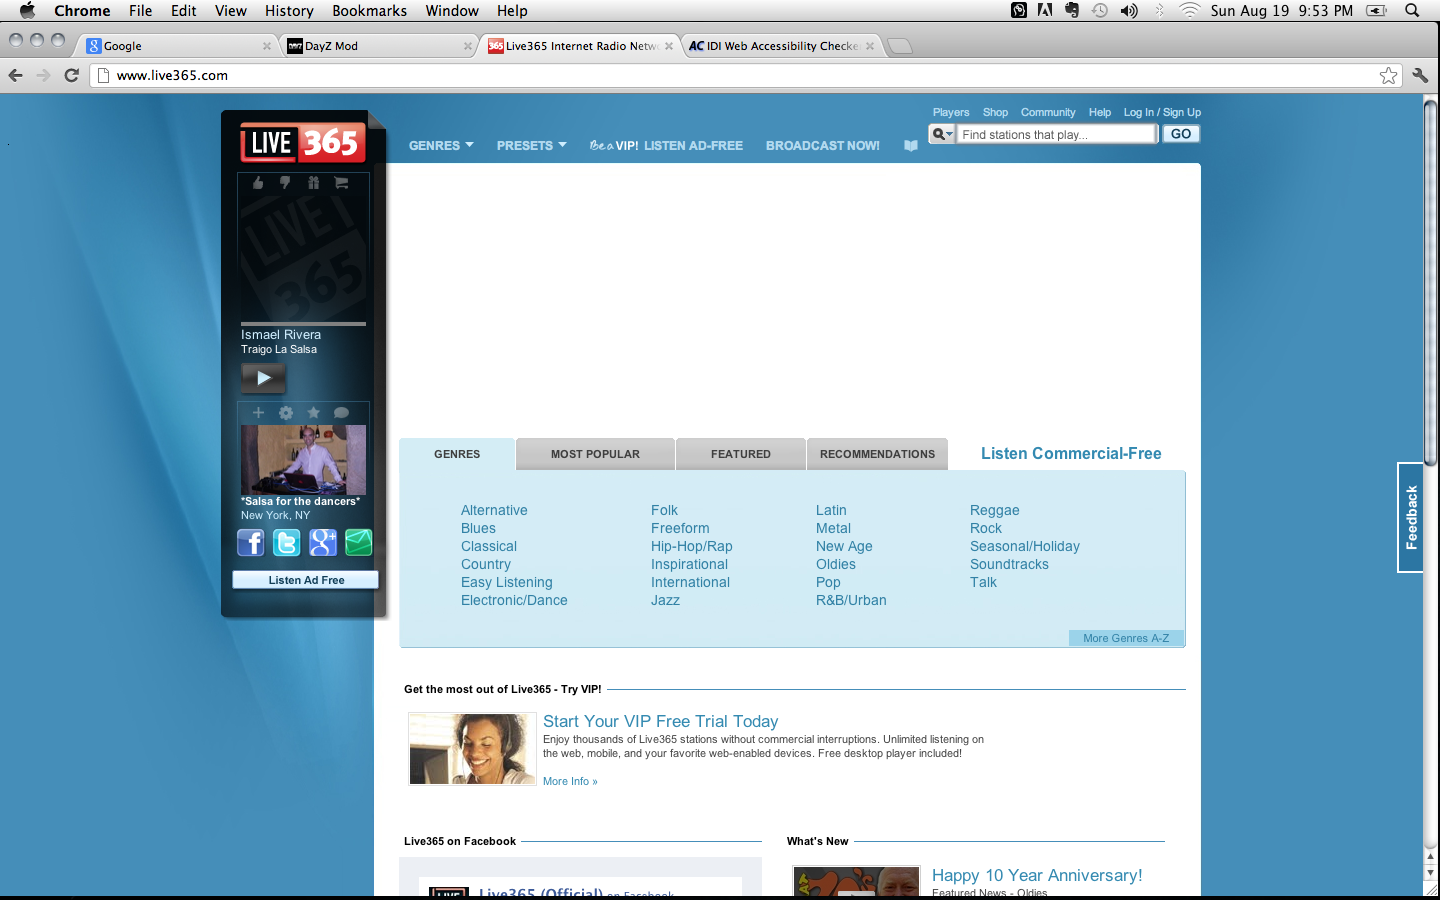 Chrome File Edit View History Bookmarks Window Help Sun Aug 19 9:53 PM
Google
DayZ Mod
365 Live365 Internet Radio Netw
AC IDI Web Accessibility Checke
www.live365.com
Players Shop Community Help Log In / Sign Up
Find stations that play... GO
LIVE 365
GENRES PRESETS Be a VIP! LISTEN AD-FREE BROADCAST NOW!
LIVE
365
Ismael Rivera
Traigo La Salsa
*Salsa for the dancers*
New York, NY
Listen Ad Free
GENRES MOST POPULAR FEATURED RECOMMENDATIONS Listen Commercial-Free
Alternative Folk Latin Reggae
Blues Freeform Metal Rock
Classical Hip-Hop/Rap New Age Seasonal/Holiday
Country Inspirational Oldies Soundtracks
Easy Listening International Pop Talk
Electronic/Dance Jazz R&B/Urban
More Genres A-Z
Feedback
Get the most out of Live365 - Try VIP!
Start Your VIP Free Trial Today
Enjoy thousands of Live365 stations without commercial interruptions. Unlimited listening on
the web, mobile, and your favorite web-enabled devices. Free desktop player included!
More Info »
Live365 on Facebook
What's New
Live365 (Official) on Facebook
Happy 10 Year Anniversary!
Featured News - Oldies